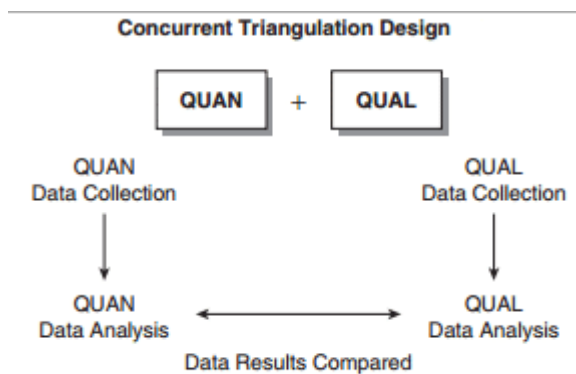 Concurrent Triangulation Design
QUAN + QUAL
QUAN
Data Collection
QUAL
Data Collection
QUAN
Data Analysis
QUAL
Data Analysis
Data Results Compared